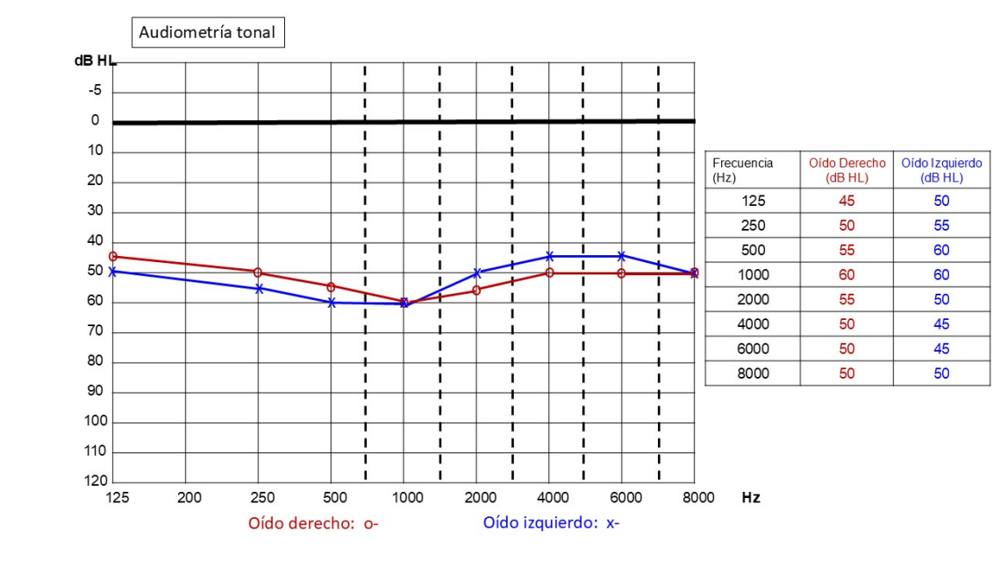 Audiometría tonal
dB HL
-5
0
10
20
30
40
50
60
70
80
90
100
110
120
125 200 250 500 1000 2000 4000 6000 8000 Hz
Oído derecho: o-
Oído izquierdo: x-
Frecuencia (Hz) Oído Derecho (dB HL) Oído Izquierdo (dB HL)
125 45 50
250 50 55
500 55 60
1000 60 60
2000 55 50
4000 50 45
6000 50 45
8000 50 50